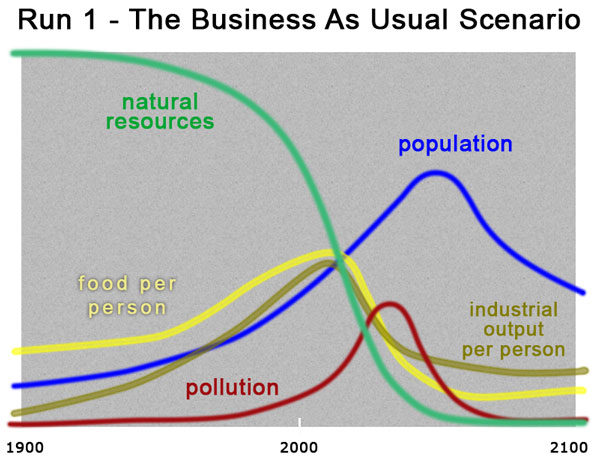 Run 1 - The Business As Usual Scenario
natural
resources
population
food per
person
industrial
output
per person
pollution
1900
2000
2100